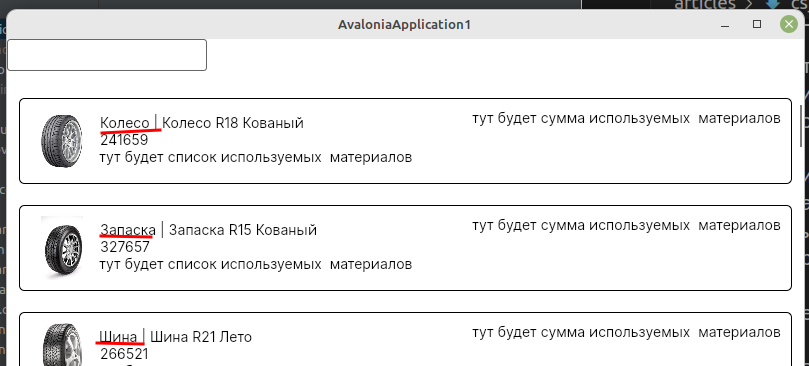 articles > cs
AvaloniaApplication1
Колесо | Колесо R18 Кованый
241659
тут будет список используемых  материалов
тут будет сумма используемых  материалов
Запаска | Запаска R15 Кованый
327657
тут будет список используемых  материалов
тут будет сумма используемых  материалов
Шина | Шина R21 Лето
266521
тут будет сумма используемых  материалов